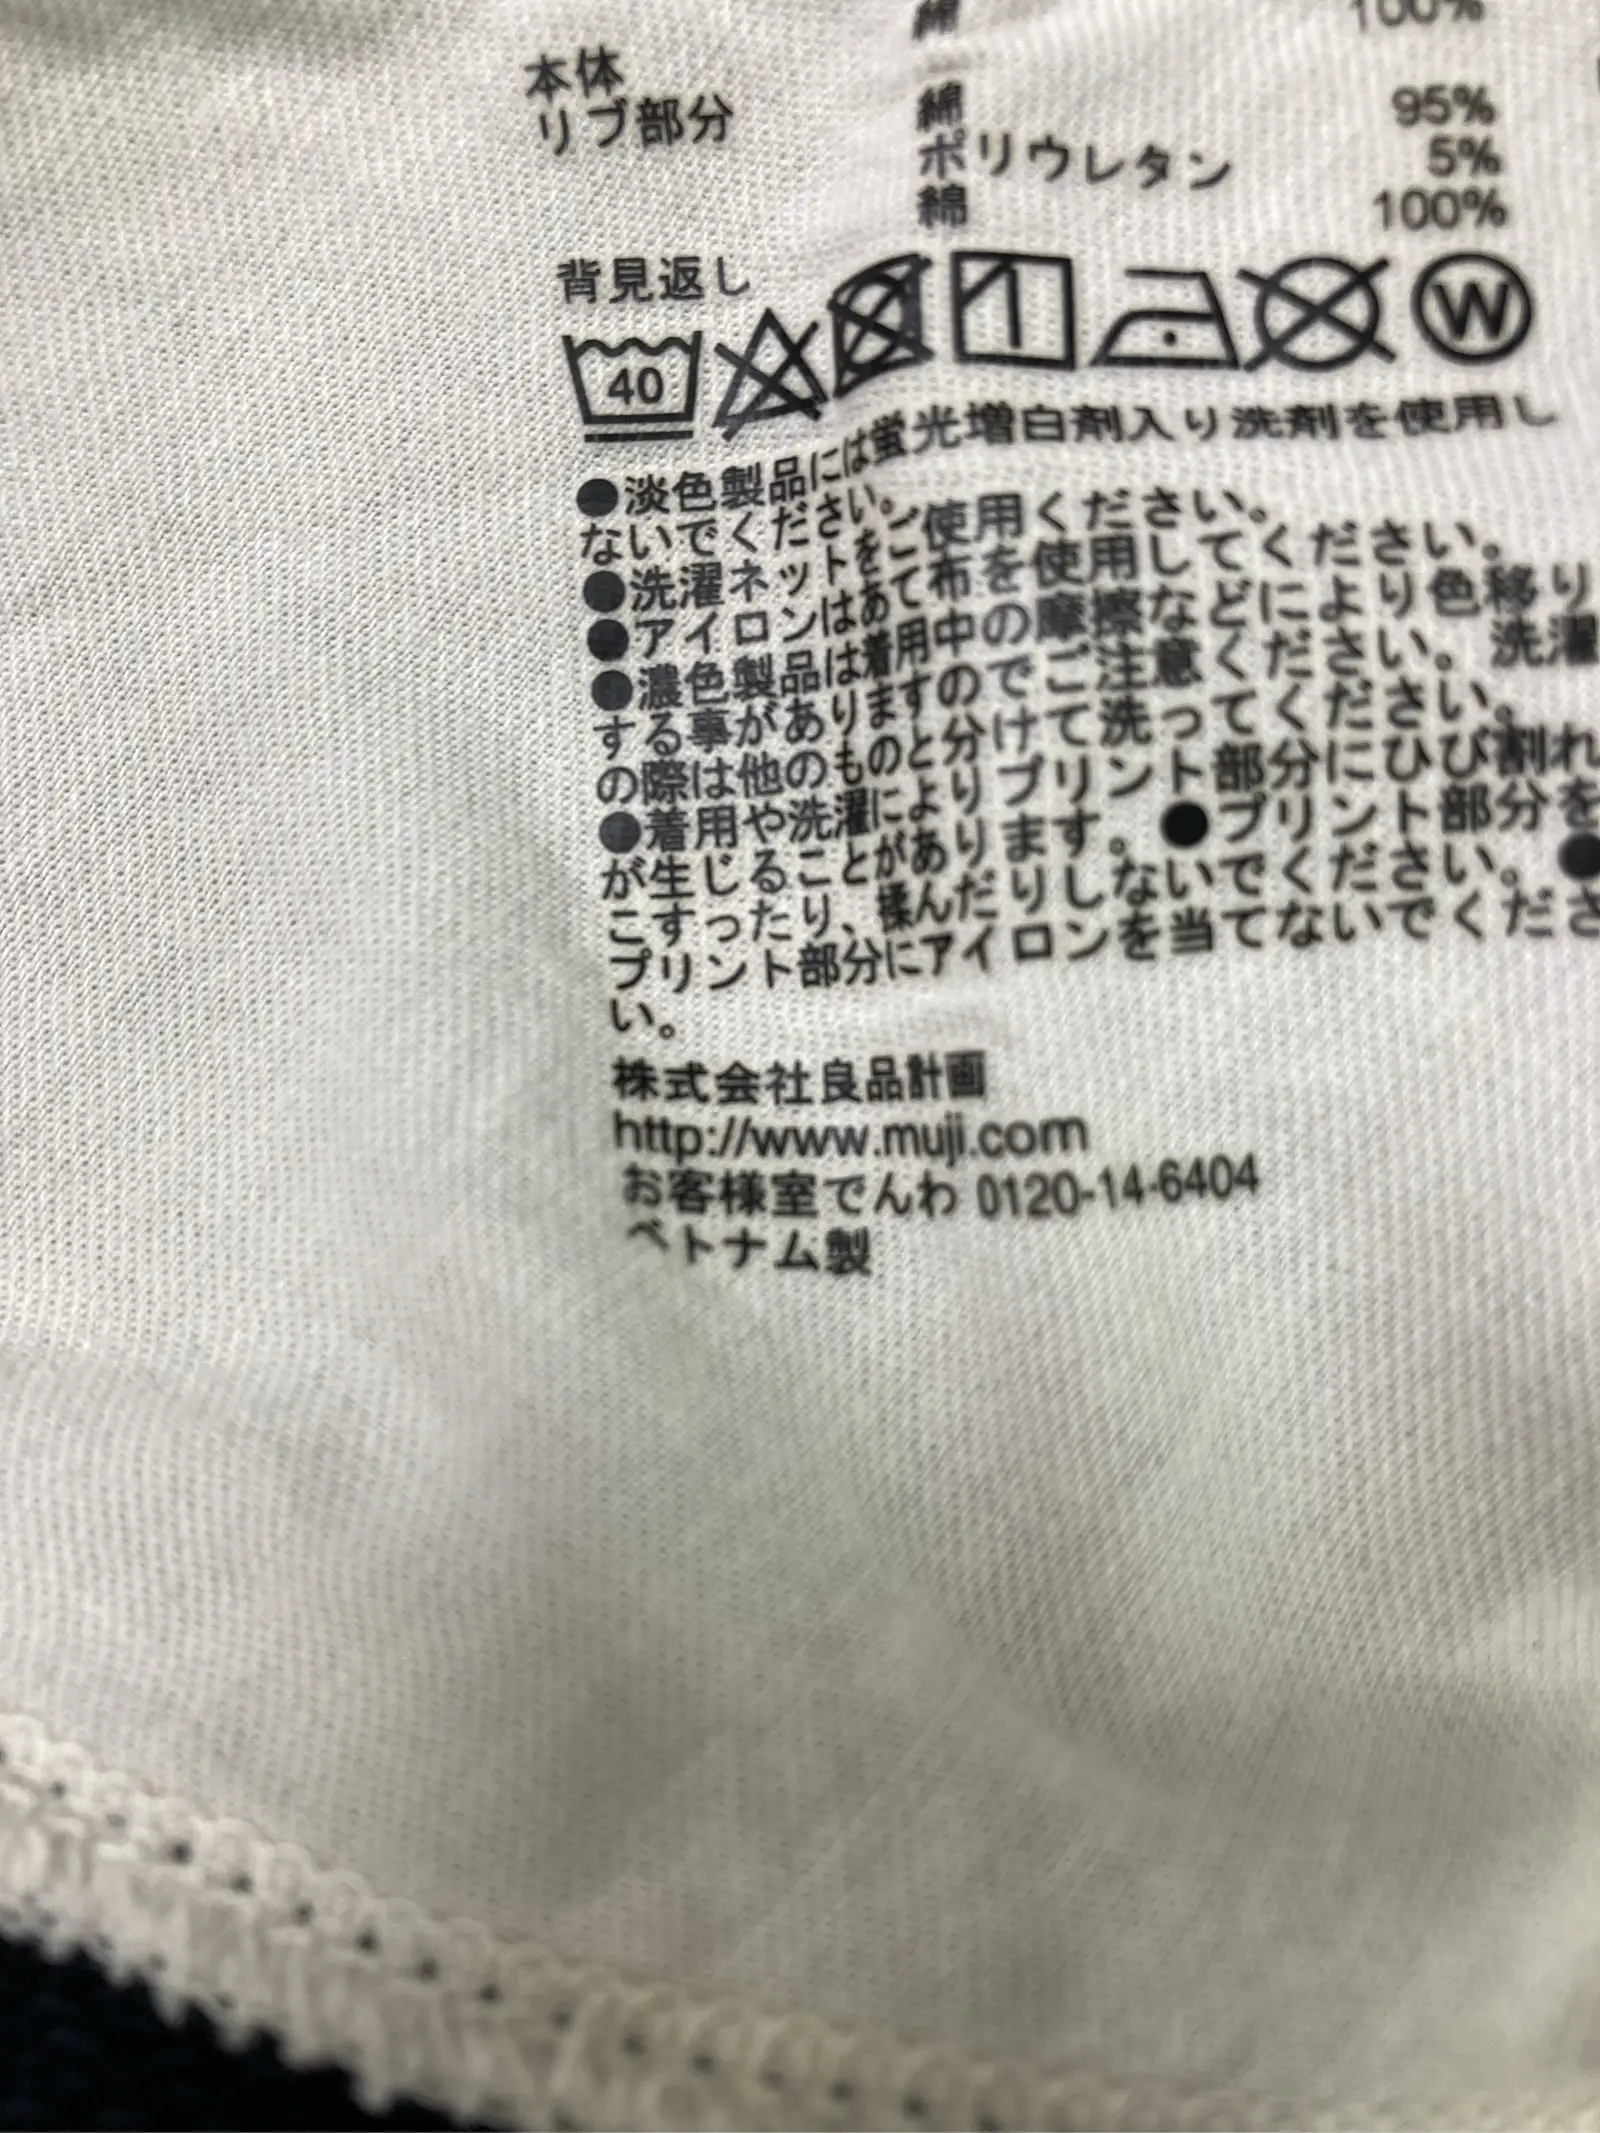 本体 綿 100%
リブ部分 綿 95%
ポリウレタン 5%
背見返し 綿 100%
40 W
●淡色製品には蛍光増白剤入り洗剤を使用し
ないでください。
●洗濯ネットをご使用ください。
●アイロンはあて布を使用してください。
●濃色製品は着用中の摩擦などにより色移り
する事がありますのでご注意ください。洗濯
の際は他のものと分けて洗ってください。
●着用や洗濯によりプリント部分にひび割れ
が生じることがあります。●プリント部分を
こすったり、揉んだりしないでください。●
プリント部分にアイロンを当てないでくださ
い。
株式会社良品計画
http://www.muji.com
お客様室でんわ 0120-14-6404
ベトナム製